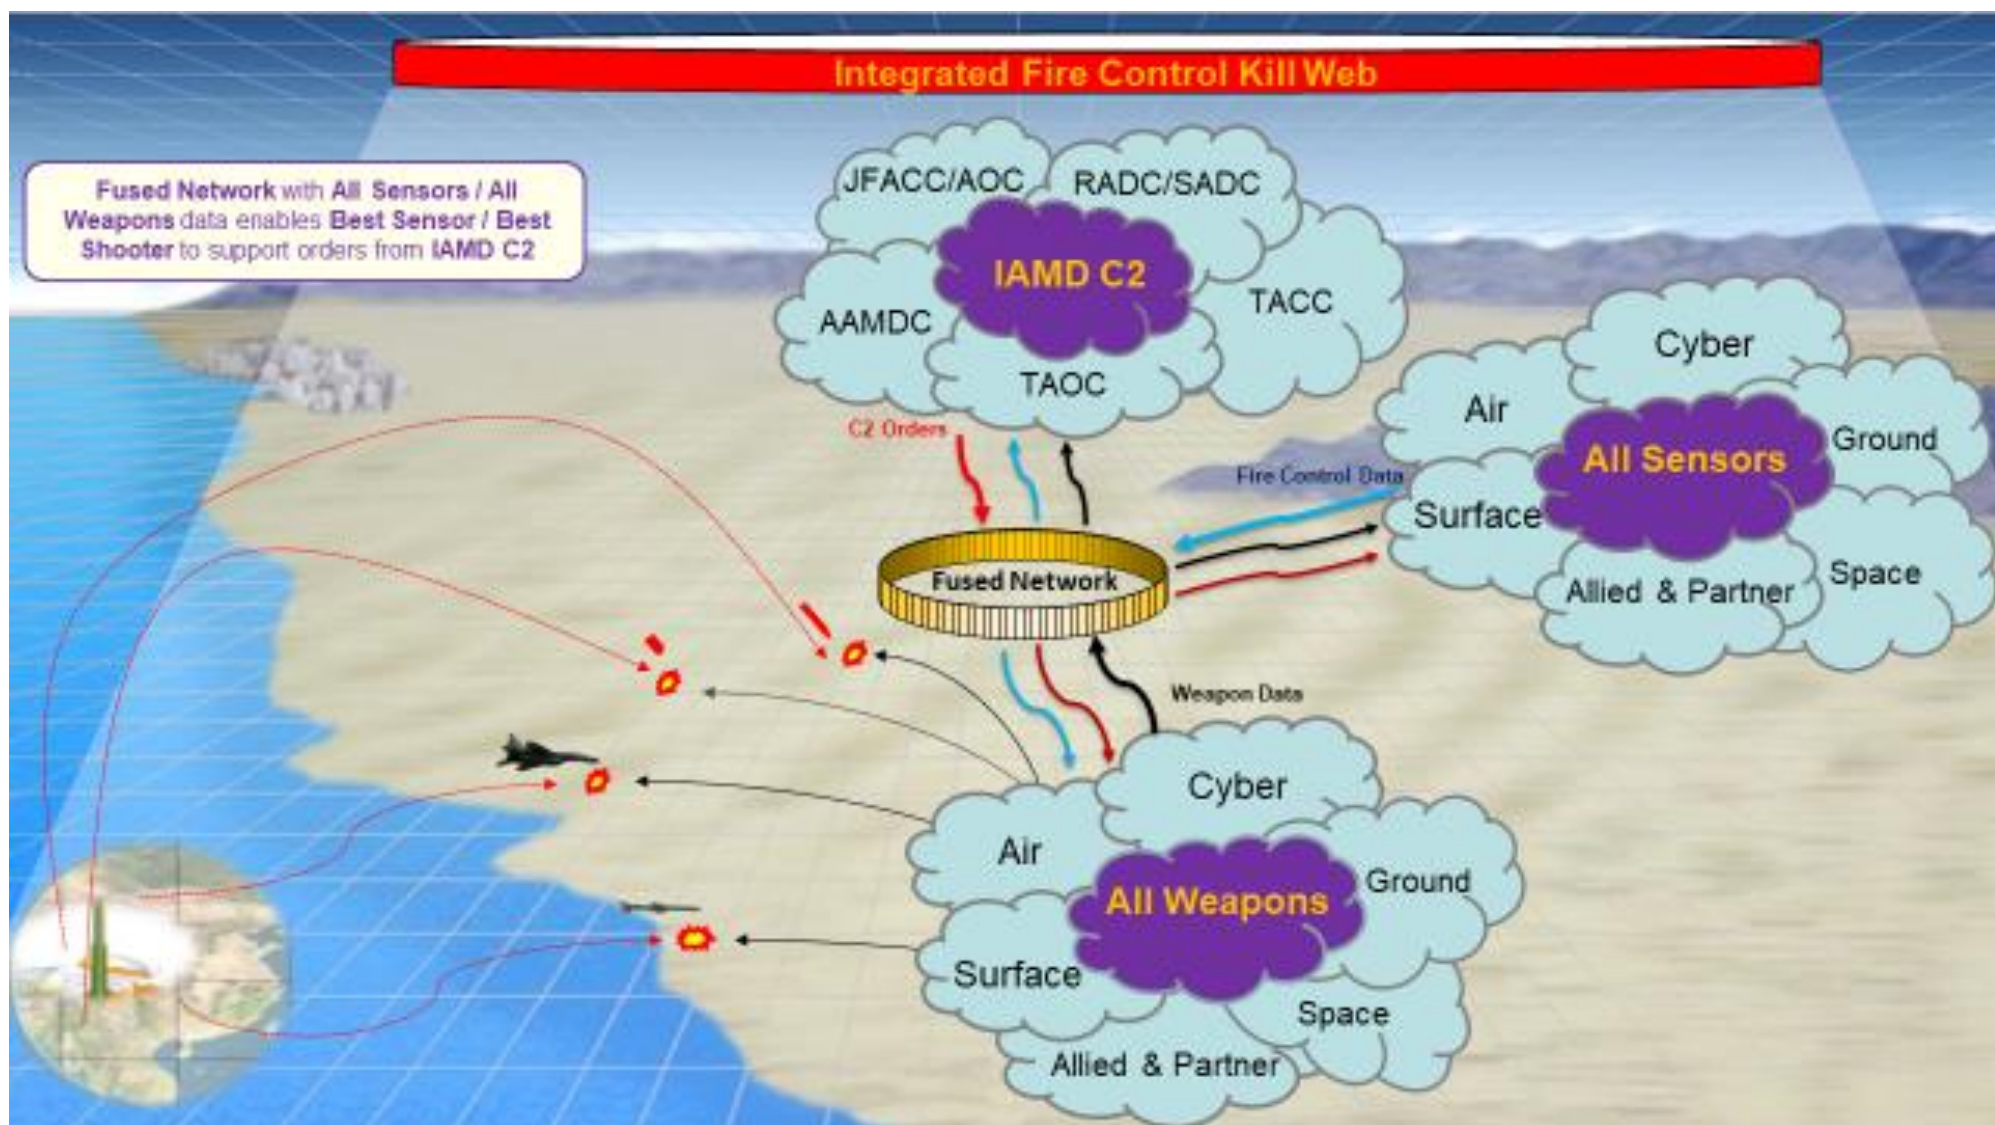 Integrated Fire Control Kill Web
Fused Network with All Sensors / All
Weapons data enables Best Sensor / Best
Shooter to support orders from IAMD C2
JFACC/AOC
RADC/SADC
IAMD C2
AAMDC
TACC
TAOC
C2 Orders
Cyber
Air
Ground
All Sensors
Fire Control Data
Surface
Space
Allied & Partner
Fused Network
Weapon Data
Cyber
Air
Ground
All Weapons
Surface
Space
Allied & Partner